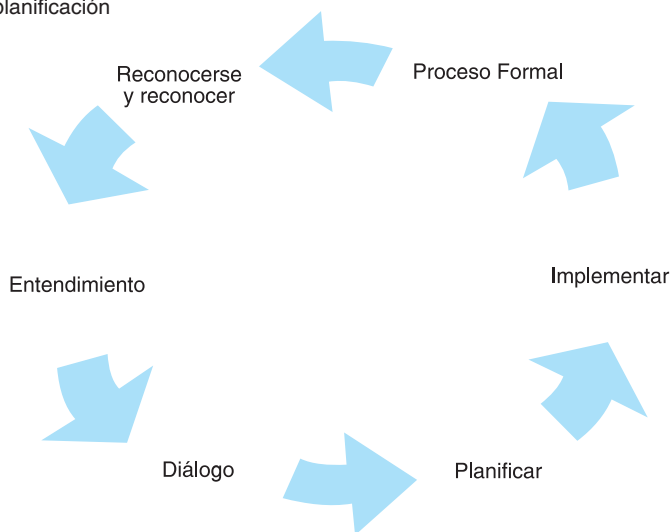 planificación
Proceso Formal
Reconocerse
y reconocer
Entendimiento
Implementar
Diálogo
Planificar